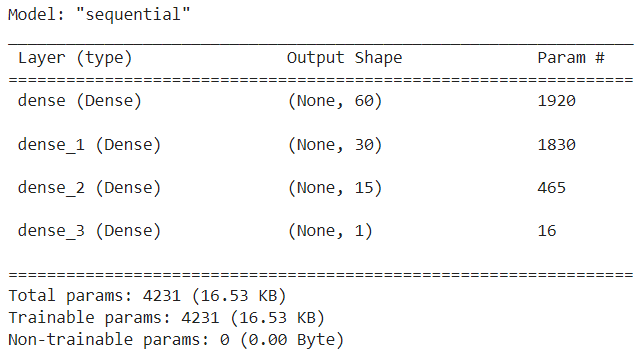 Model: "sequential"
_________________________________________________________________
Layer (type) Output Shape Param #
=================================================================
dense (Dense) (None, 60) 1920
dense_1 (Dense) (None, 30) 1830
dense_2 (Dense) (None, 15) 465
dense_3 (Dense) (None, 1) 16
=================================================================
Total params: 4231 (16.53 KB)
Trainable params: 4231 (16.53 KB)
Non-trainable params: 0 (0.00 Byte)